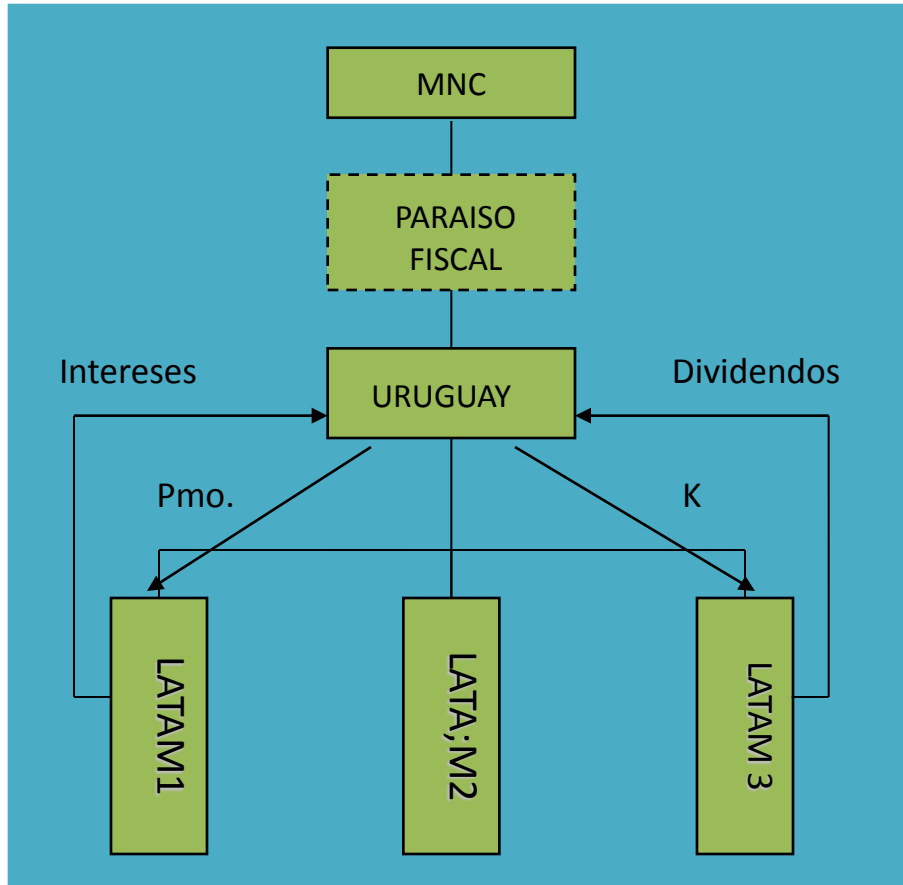 MNC
PARAISO
FISCAL
Intereses
Dividendos
URUGUAY
Pmo.
K
LATAM1
LATA;M2
LATAM 3